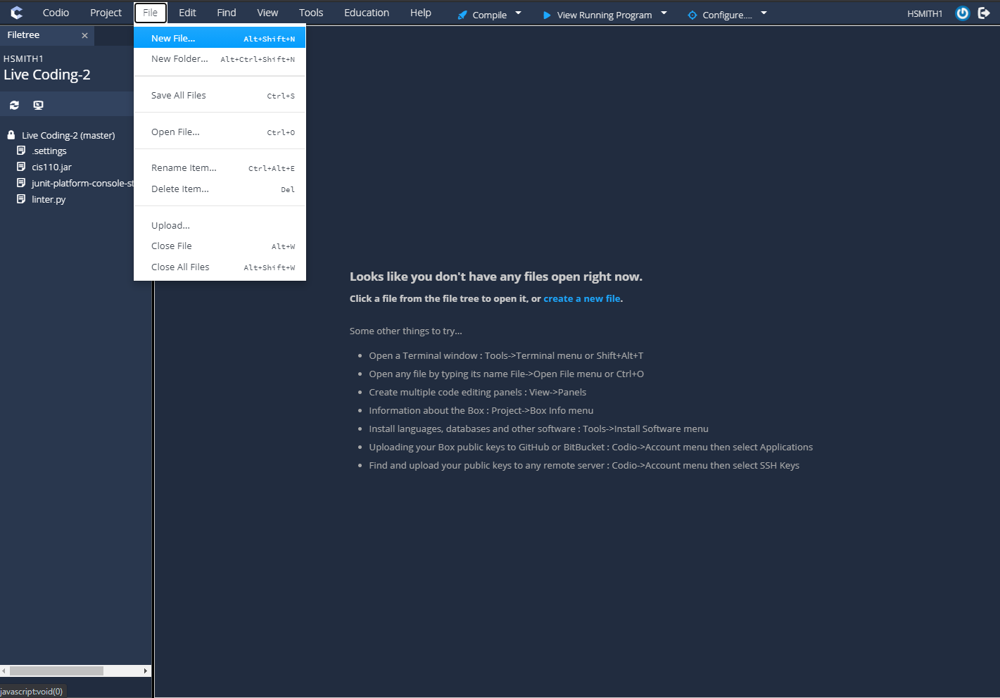 Codio Project File Edit Find View Tools Education Help Compile View Running Program Configure.... HSMITH1
Filetree
HSMITH1
Live Coding-2
Live Coding-2 (master)
.settings
cis110.jar
junit-platform-console-st
linter.py
New File... Alt+Shift+N
New Folder... Alt+Ctrl+Shift+N
Save All Files Ctrl+S
Open File... Ctrl+O
Rename Item... Ctrl+Alt+E
Delete Item... Del
Upload...
Close File Alt+W
Close All Files Alt+Shift+W
Looks like you don't have any files open right now.
Click a file from the file tree to open it, or create a new file.
Some other things to try...
• Open a Terminal window : Tools->Terminal menu or Shift+Alt+T
• Open any file by typing its name File->Open File menu or Ctrl+O
• Create multiple code editing panels : View->Panels
• Information about the Box : Project->Box Info menu
• Install languages, databases and other software : Tools->Install Software menu
• Uploading your Box public keys to GitHub or BitBucket : Codio->Account menu then select Applications
• Find and upload your public keys to any remote server : Codio->Account menu then select SSH Keys
javascript:void(0)